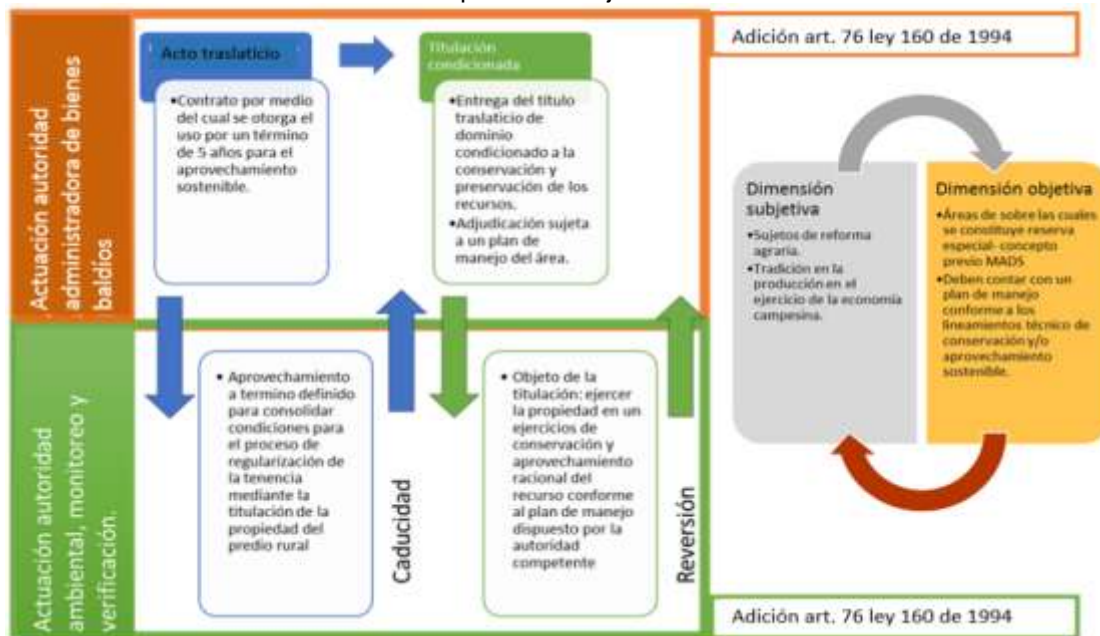 .Actuación autoridad
administradora de bienes
baldíos
Acto traslaticio
•Contrato por medio
del cual se otorga el
uso por un término
de 5 años para el
aprovechamiento
sostenible.
Titulación
condicionada
•Entrega del título
traslaticio de
dominio
condicionado a la
conservación y
preservación de los
recursos.
•Adjudicación sujeta
a un plan de
manejo del área.
Adición art. 76 ley 160 de 1994
Dimensión
subjetiva
•Sujetos de reforma
agraria.
•Tradición en la
producción en el
ejercicio de la economía
campesina.
Dimensión objetiva
•Áreas de sobre las cuales
se constituye reserva
especial- concepto
previo MADS
•Deben contar con un
plan de manejo
conforme a los
lineamientos técnico de
conservación y/o
aprovechamiento
sostenible.
Actuación autoridad
ambiental, monitoreo y
verificación.
• Aprovechamiento
a termino definido
para consolidar
condiciones para
el proceso de
regularización de
la tenencia
mediante la
titulación de la
propiedad del
predio rural
Caducidad
• Objeto de la
titulación: ejercer
la propiedad en un
ejercicios de
conservación y
aprovechamiento
racional del
recurso conforme
al plan de manejo
dispuesto por la
autoridad
competente
Reversión
Adición art. 76 ley 160 de 1994